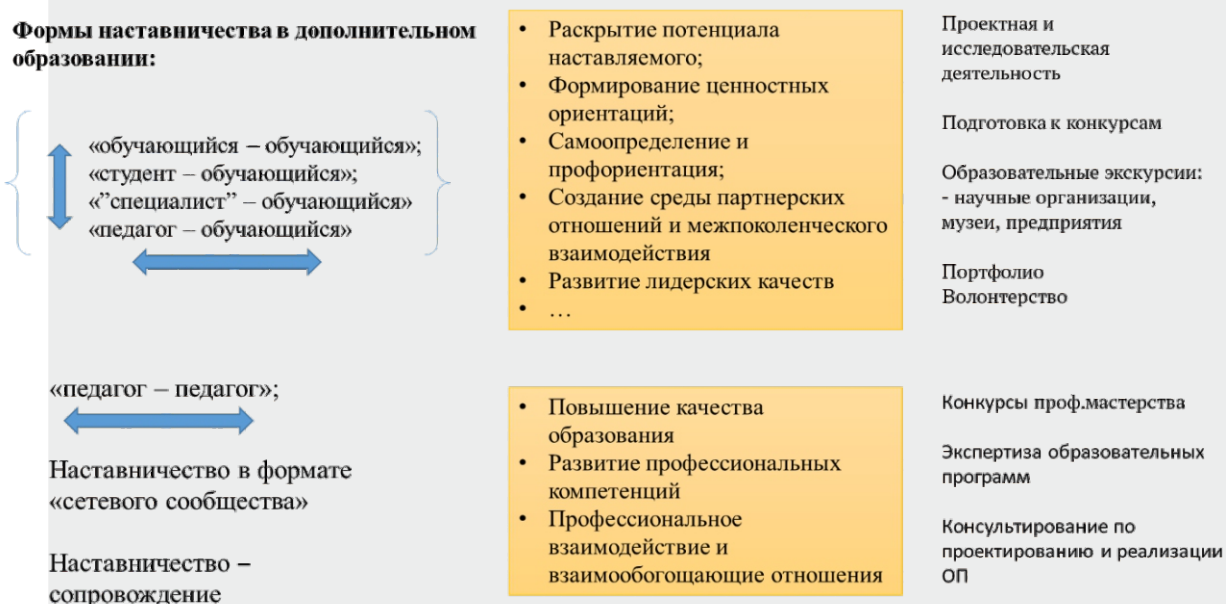 Формы наставничества в дополнительном
образовании:
«обучающийся – обучающийся»;
«студент – обучающийся»;
«”специалист” – обучающийся»
«педагог – обучающийся»
• Раскрытие потенциала
наставляемого;
• Формирование ценностных
ориентаций;
• Самоопределение и
профориентация;
• Создание среды партнерских
отношений и межпоколенческого
взаимодействия
• Развитие лидерских качеств
• …
Проектная и
исследовательская
деятельность
Подготовка к конкурсам
Образовательные экскурсии:
- научные организации,
музеи, предприятия
Портфолио
Волонтерство
«педагог – педагог»;
Наставничество в формате
«сетевого сообщества»
Наставничество –
сопровождение
• Повышение качества
образования
• Развитие профессиональных
компетенций
• Профессиональное
взаимодействие и
взаимообогощающие отношения
Конкурсы проф.мастерства
Экспертиза образовательных
программ
Консультирование по
проектированию и реализации
ОП